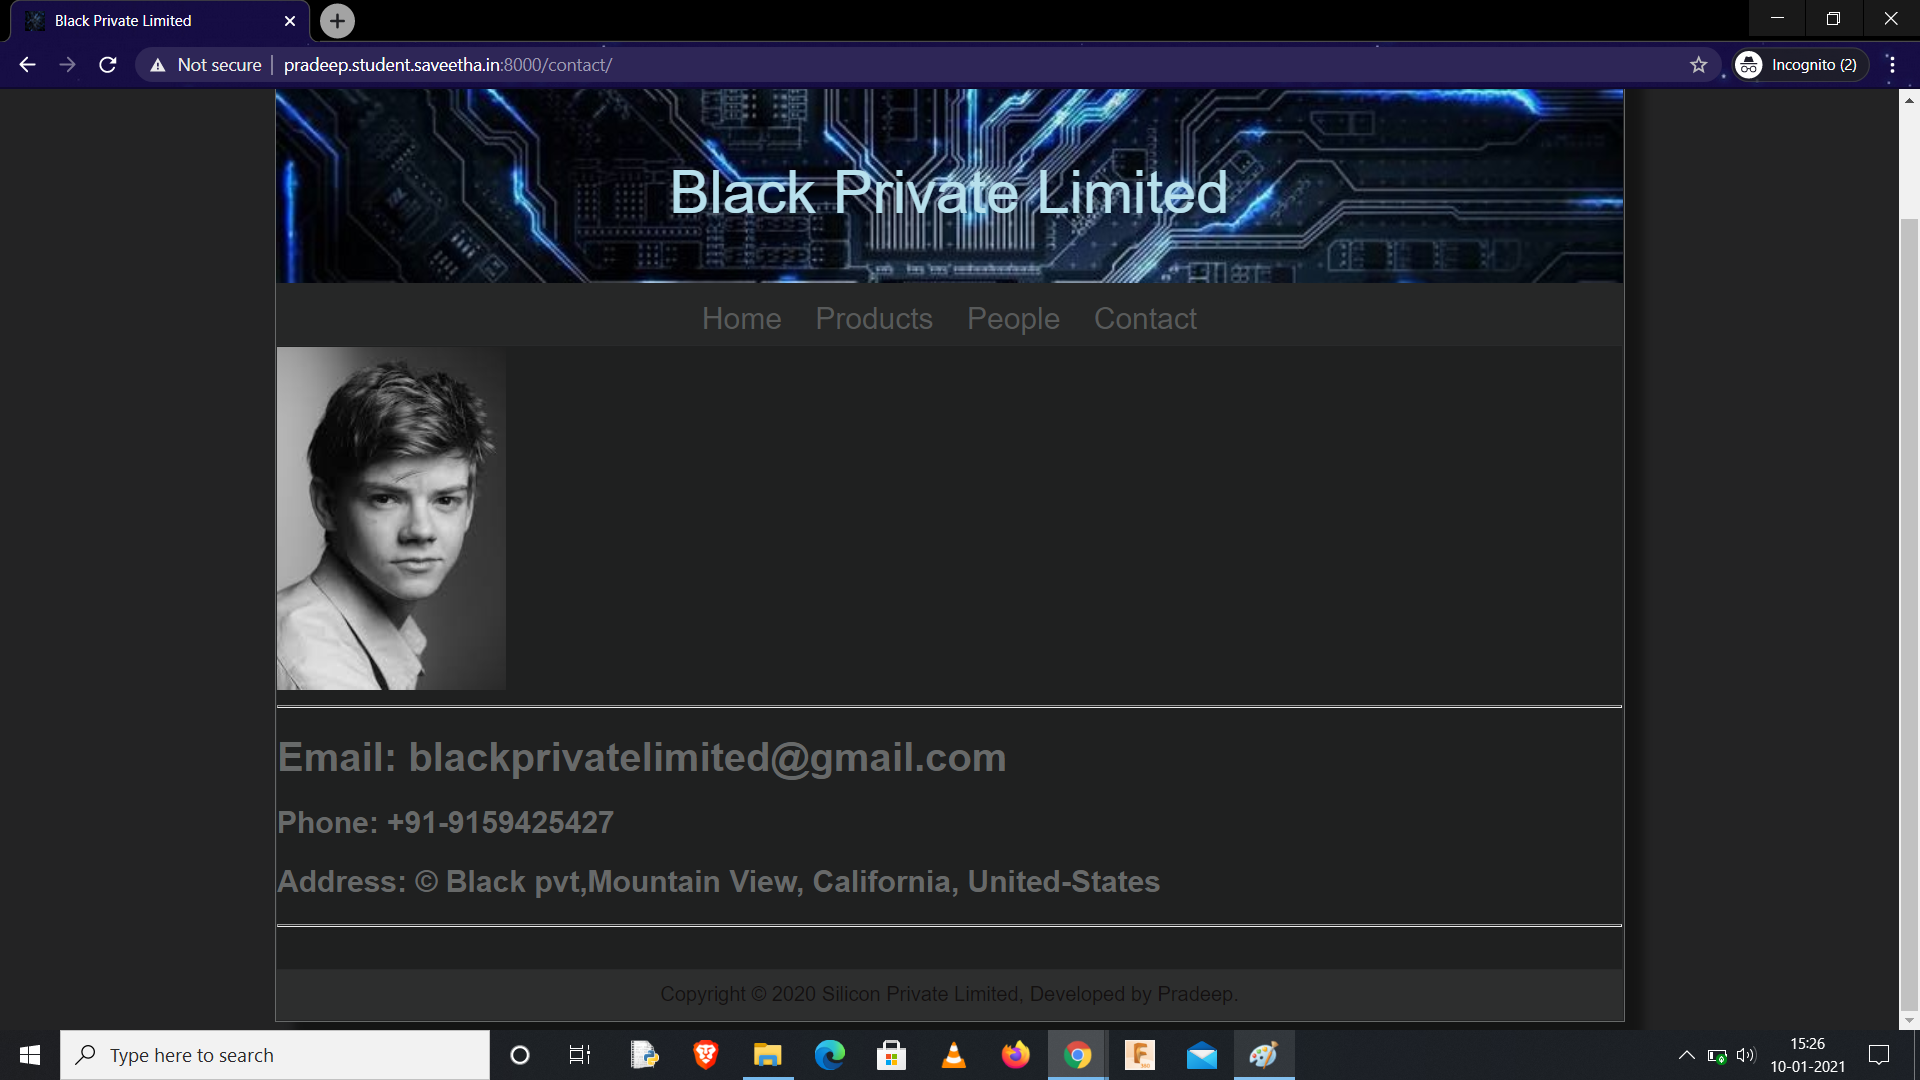 Black Private Limited
Not secure | pradeep.student.saveetha.in:8000/contact/
Incognito (2)
Black Private Limited
Home Products People Contact
Email: blackprivatelimited@gmail.com
Phone: +91-9159425427
Address: © Black pvt,Mountain View, California, United-States
Copyright © 2020 Silicon Private Limited, Developed by Pradeep.
Type here to search
15:26
10-01-2021